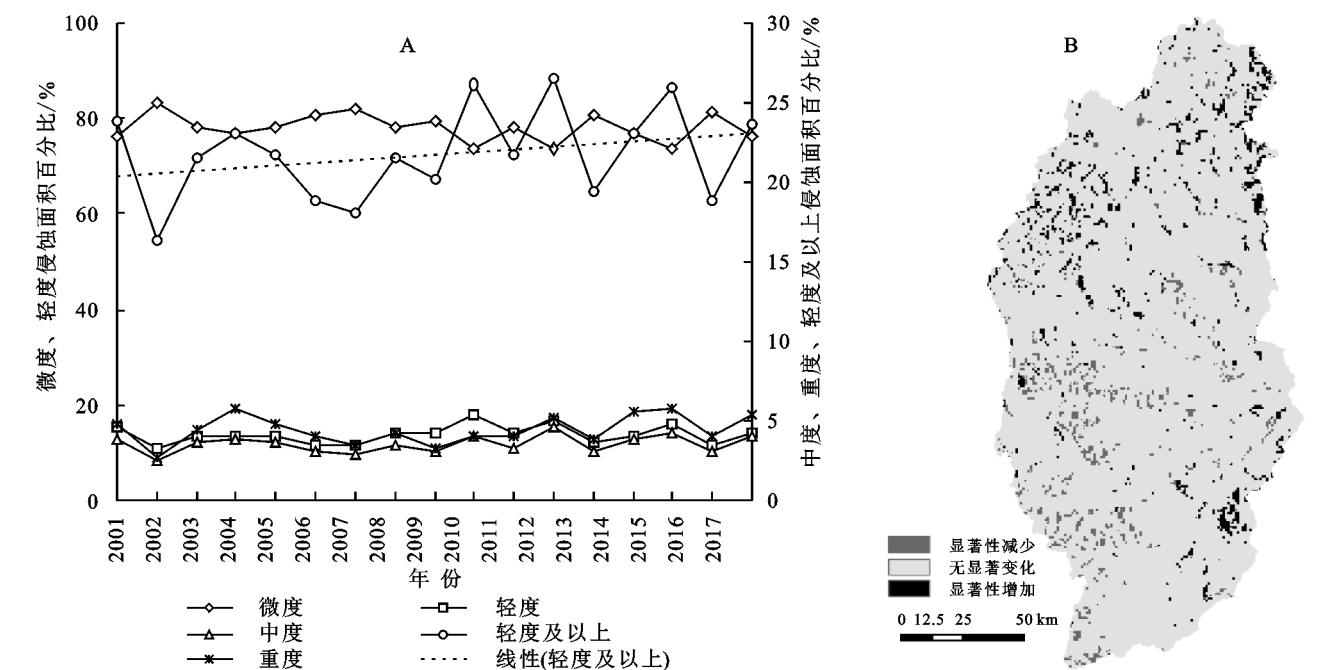 A
微度、轻度侵蚀面积百分比/%
100
80
60
40
20
0
中度、重度、轻度及以上侵蚀面积百分比/%
30
25
20
15
10
5
0
2001 2002 2003 2004 2005 2006 2007 2008 2009 2010 2011 2012 2013 2014 2015 2016 2017
年 份
微度 轻度
中度 轻度及以上
重度 线性(轻度及以上)
B
显著性减少
无显著变化
显著性增加
0 12.5 25 50 km